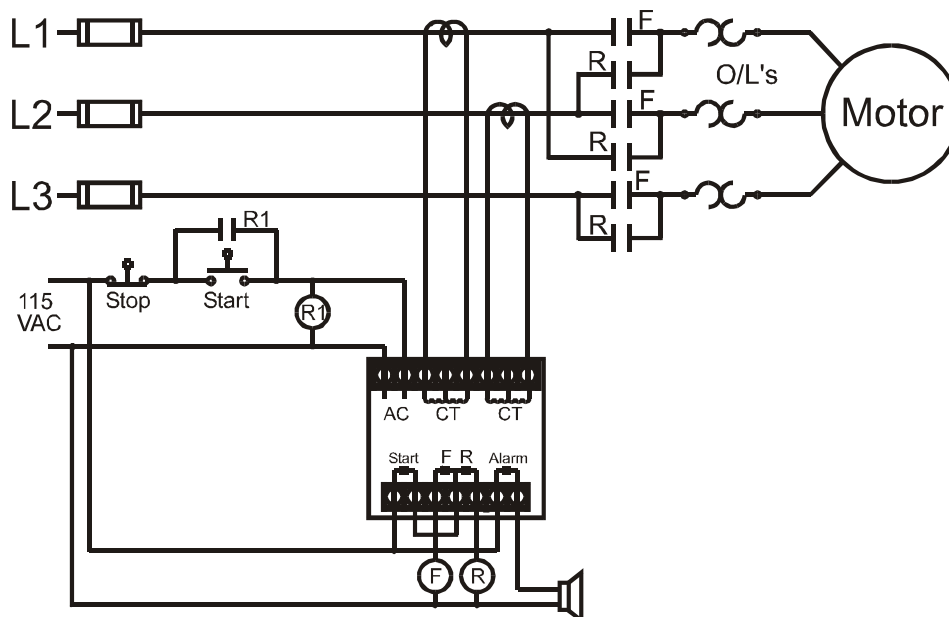 L1
F
R
O/L's
L2
F
Motor
R
L3
F
R
R1
Stop
Start
R1
115
VAC
AC
CT
CT
Start
F
R
Alarm
F
R